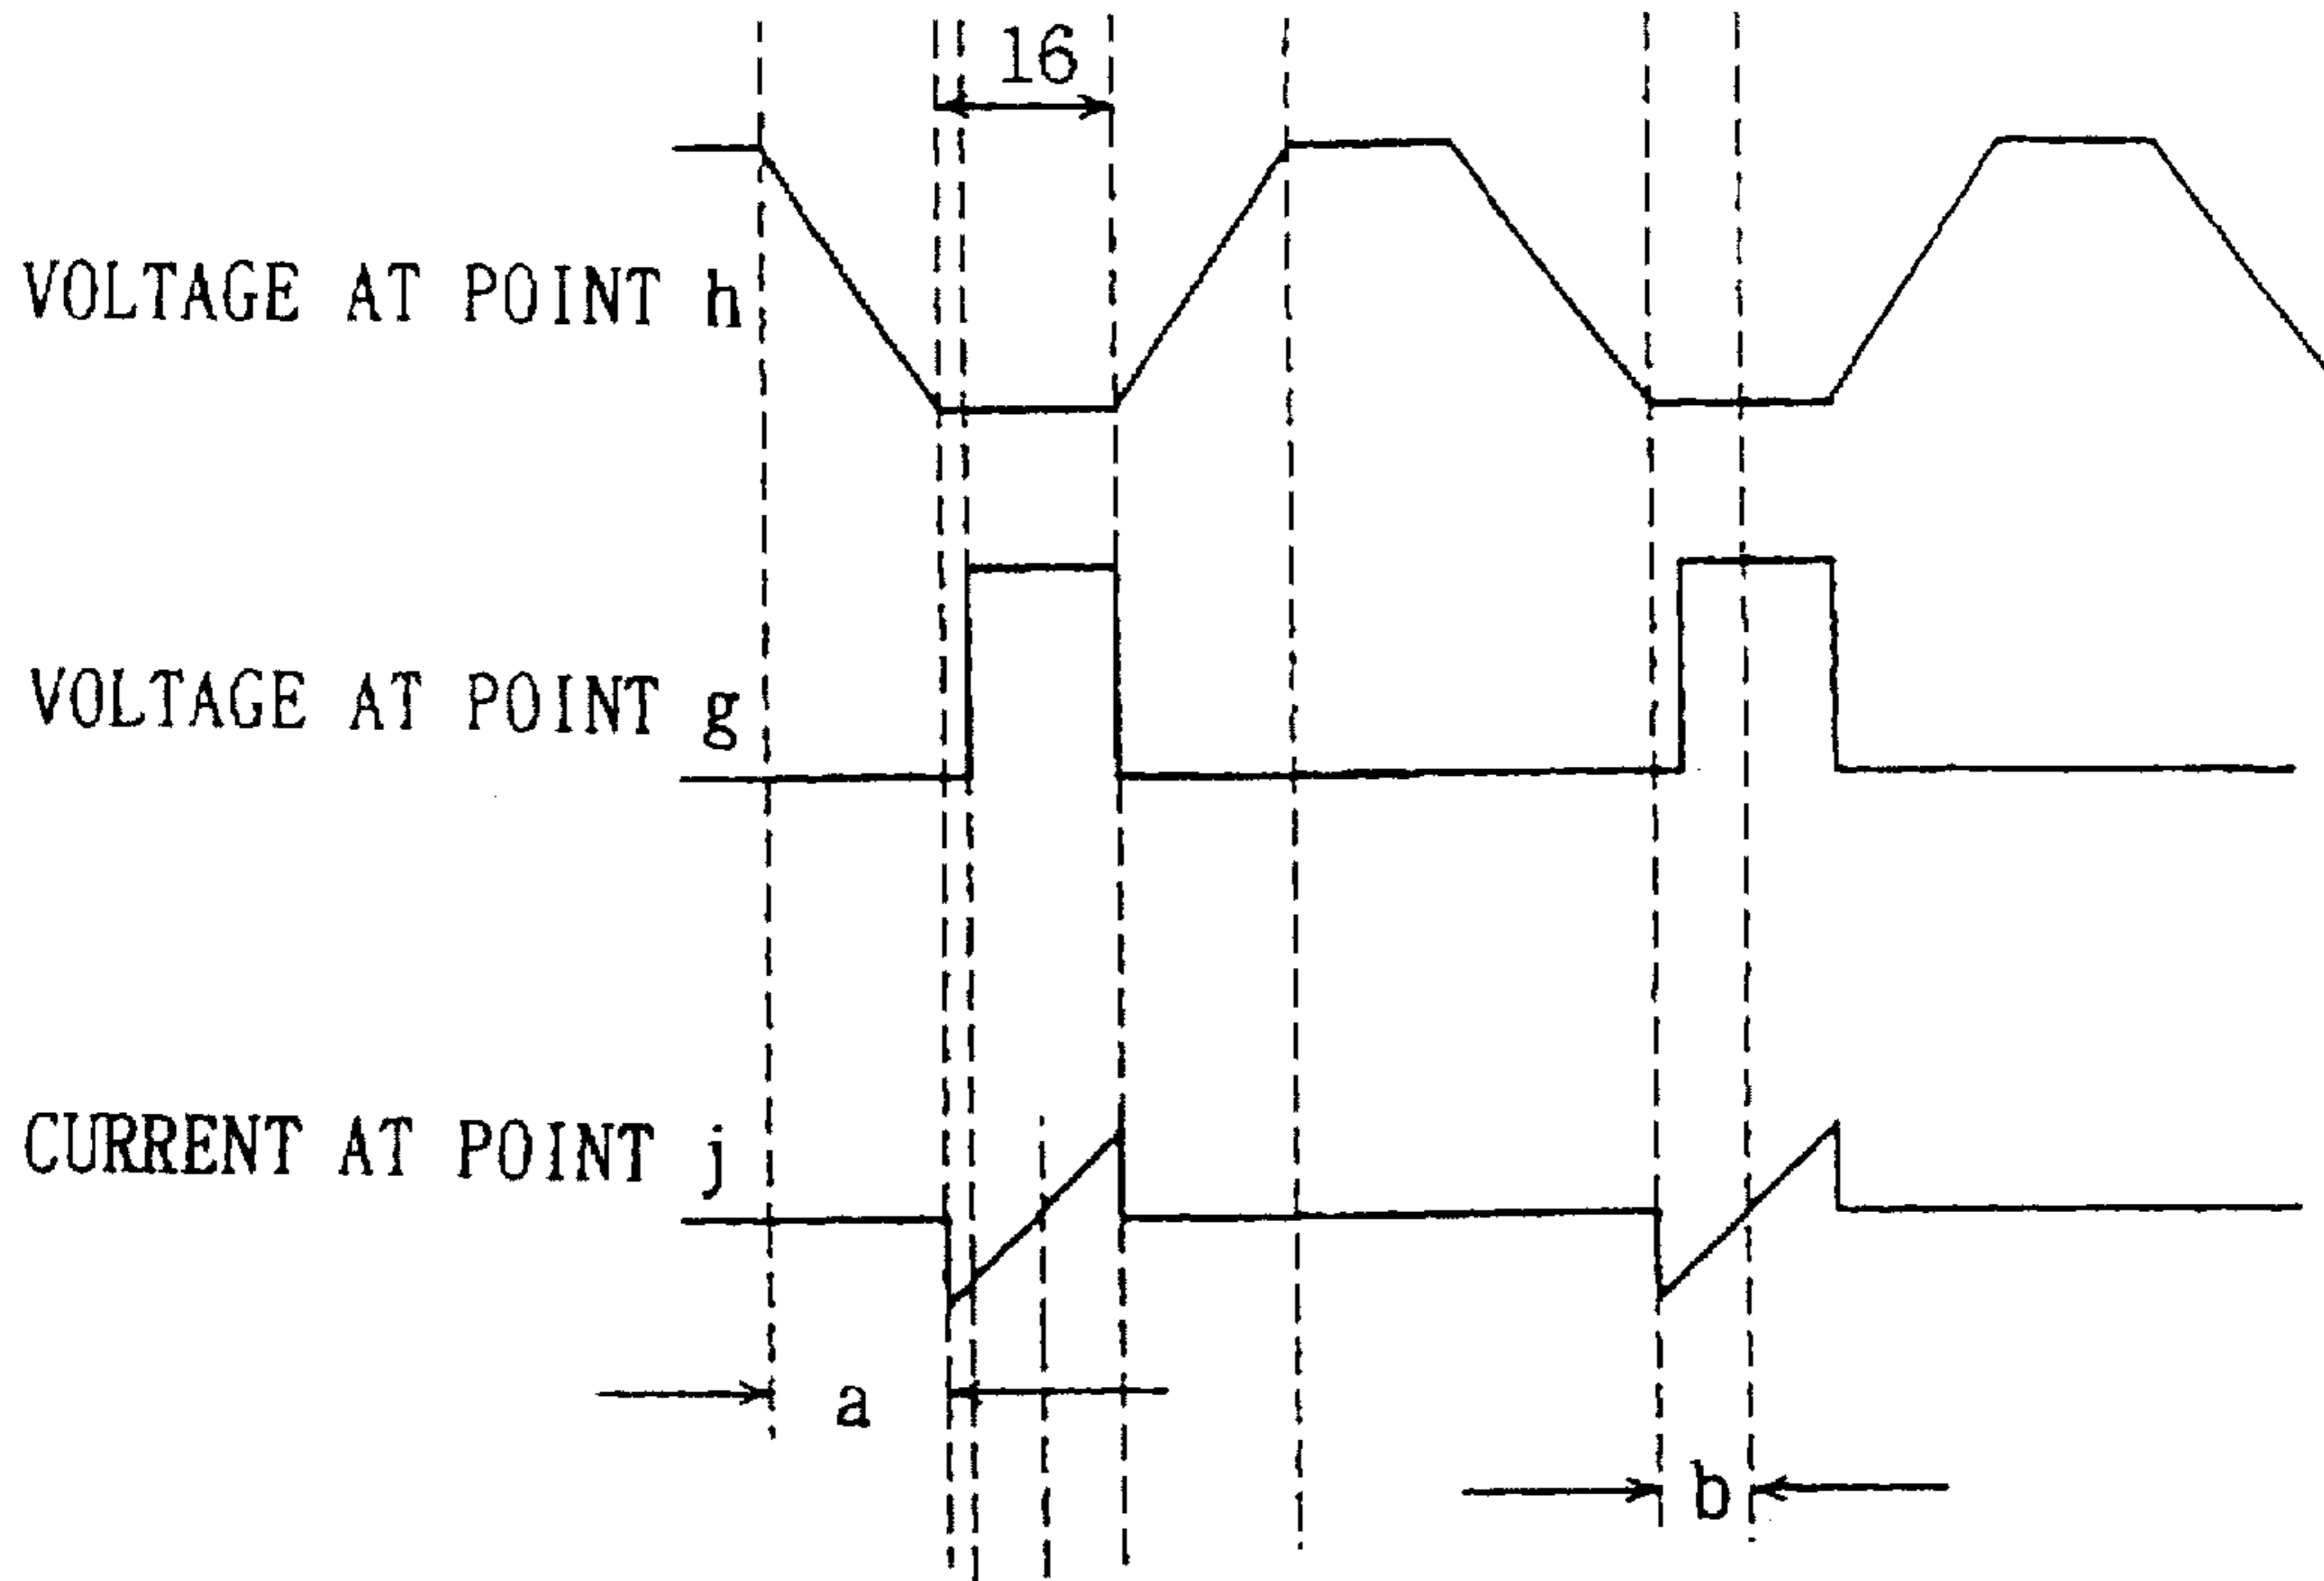 16
VOLTAGE AT POINT h
VOLTAGE AT POINT g
CURRENT AT POINT j
a
b